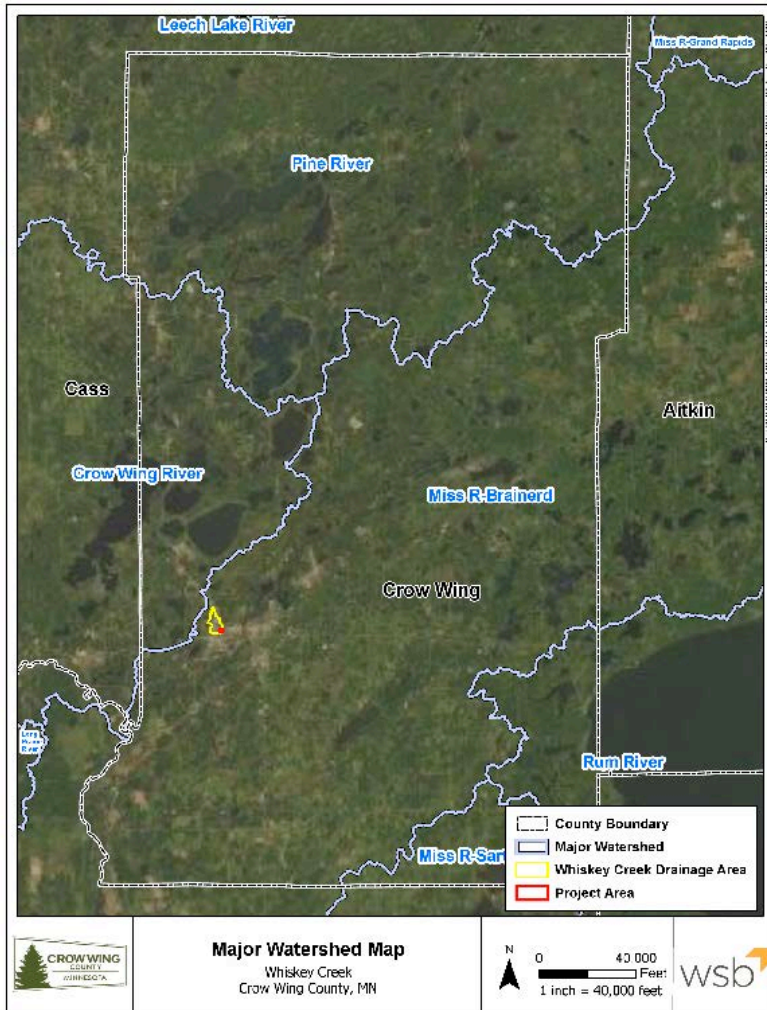 Leech Lake River
Miss R-Grand Rapids
Pine River
Cass
Aitkin
Crow Wing River
Miss R-Brainerd
Crow Wing
Long
River
Rum River
Miss R-Sar
County Boundary
Major Watershed
Whiskey Creek Drainage Area
Project Area
CROW WING
COUNTY
MINNESOTA
Major Watershed Map
Whiskey Creek
Crow Wing County, MN
N
0 40 000
Feet
1 inch = 40,000 feet
wsb